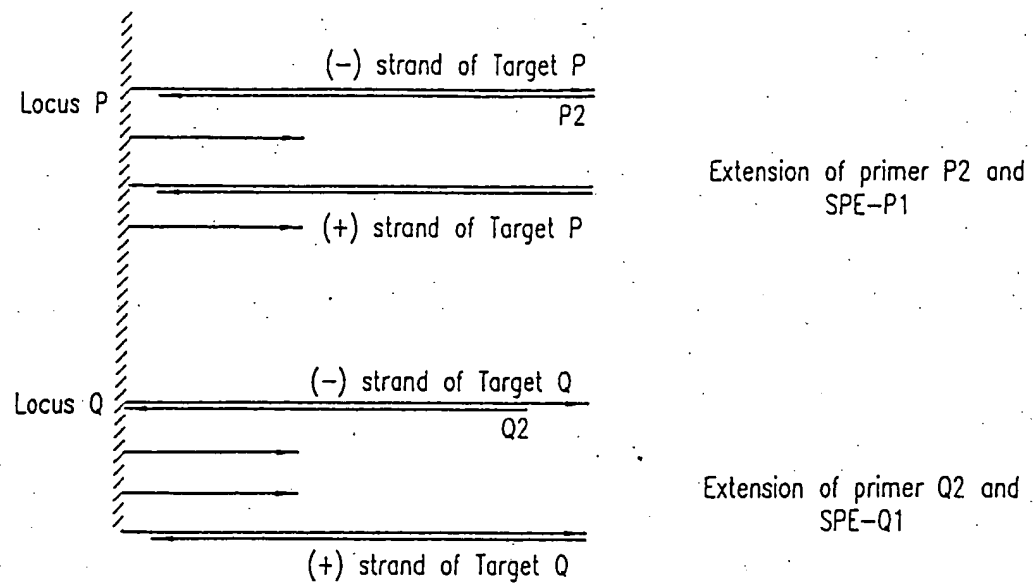 (-) strand of Target P
Locus P
P2
Extension of primer P2 and
SPE-P1
(+) strand of Target P
(-) strand of Target Q
Locus Q
Q2
Extension of primer Q2 and
SPE-Q1
(+) strand of Target Q